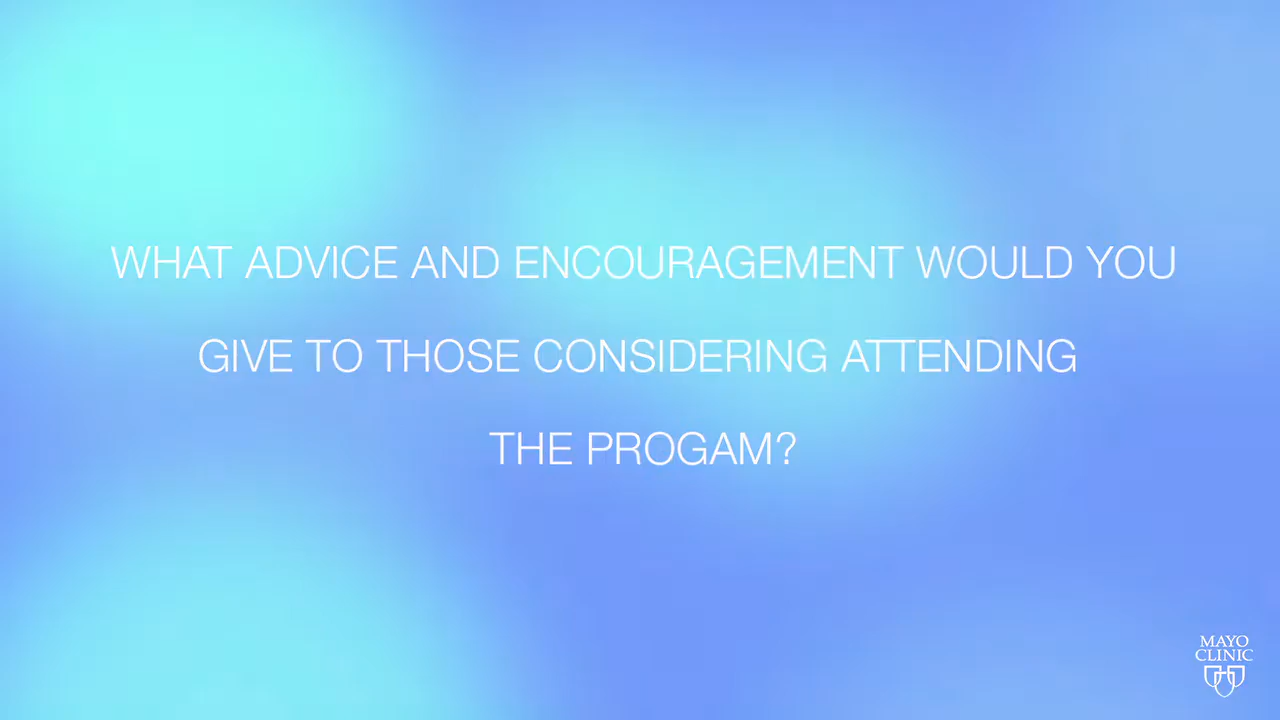 WHAT ADVICE AND ENCOURAGEMENT WOULD YOU
GIVE TO THOSE CONSIDERING ATTENDING
THE PROGAM?
MAYO
CLINIC